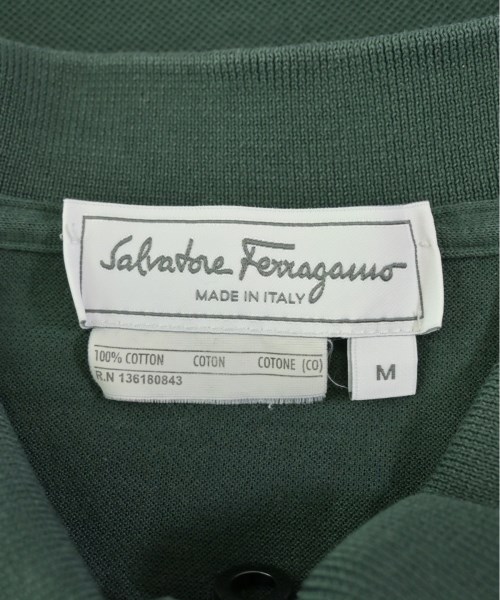 Salvatore Ferragamo
MADE IN ITALY
100% COTTON COTON COTONE (CO)
R.N 136180843
M